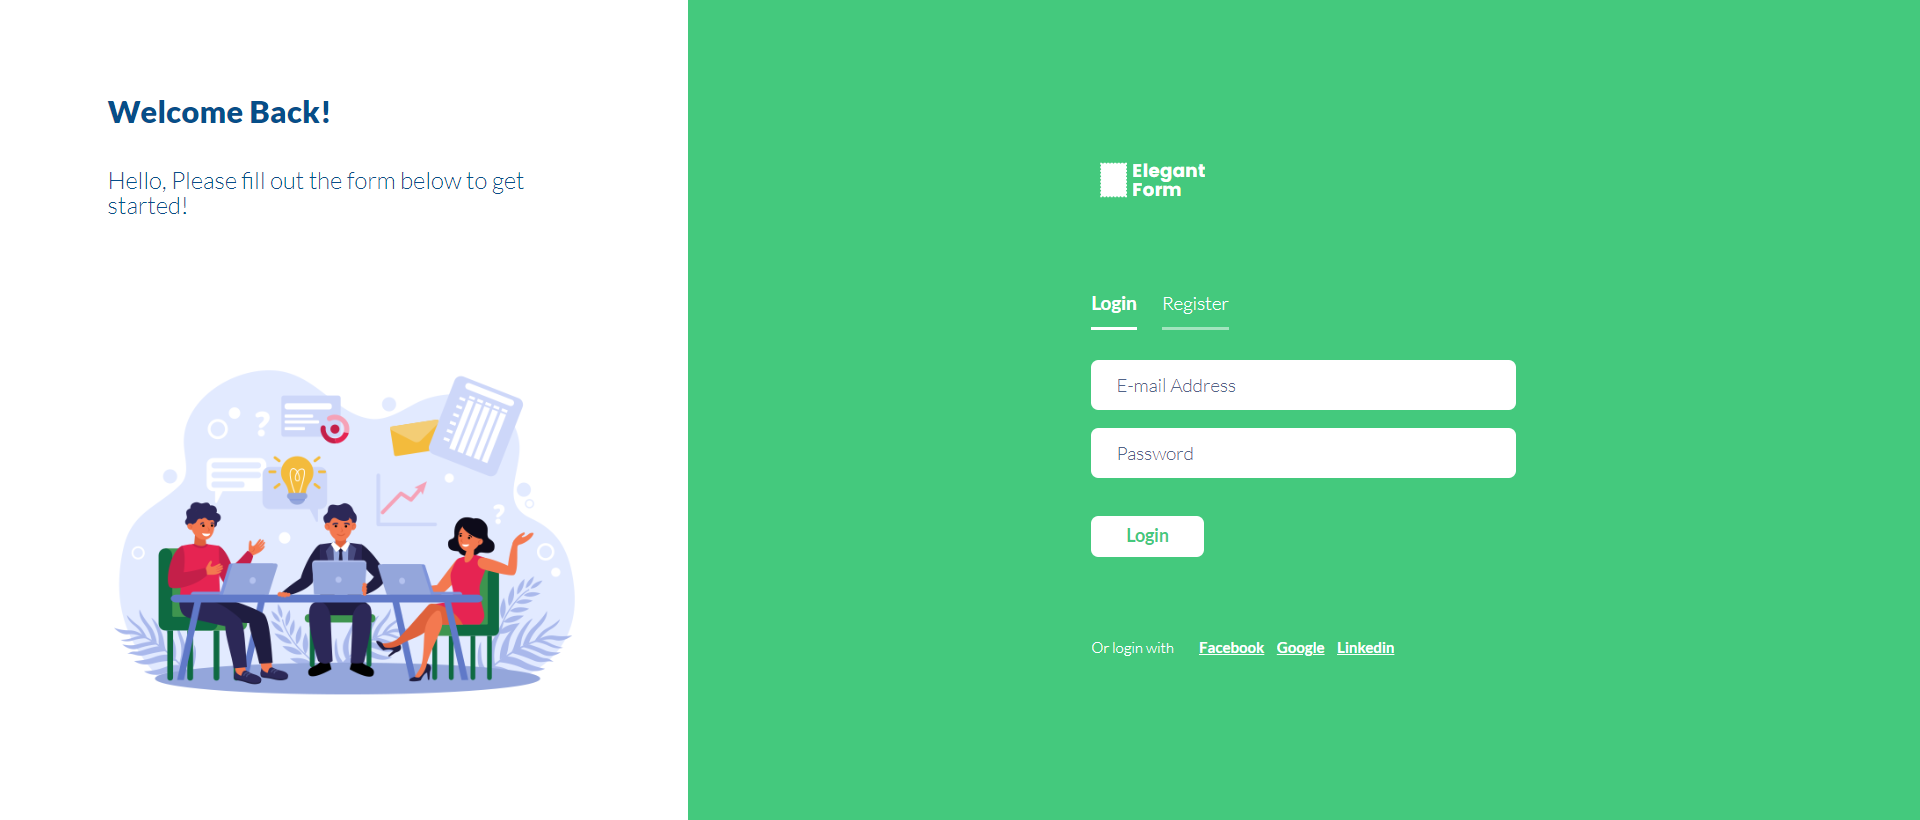 Welcome Back!
Hello, Please fill out the form below to get
started!
?
?
Elegant
Form
Login Register
E-mail Address
Password
Login
Or login with Facebook Google Linkedin